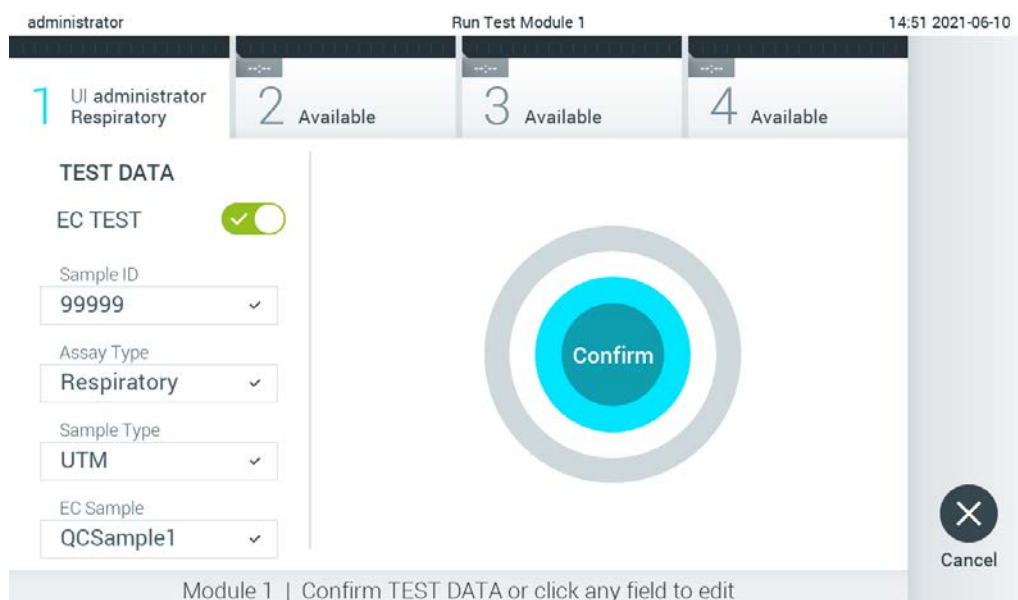 administrator Run Test Module 1 14:51 2021-06-10
--:-- --:-- --:--
1 UI administrator 2 Available 3 Available 4 Available
Respiratory
TEST DATA
EC TEST
Sample ID
99999
Assay Type
Respiratory
Sample Type
UTM
EC Sample
QCSample1
Confirm
Cancel
Module 1 | Confirm TEST DATA or click any field to edit